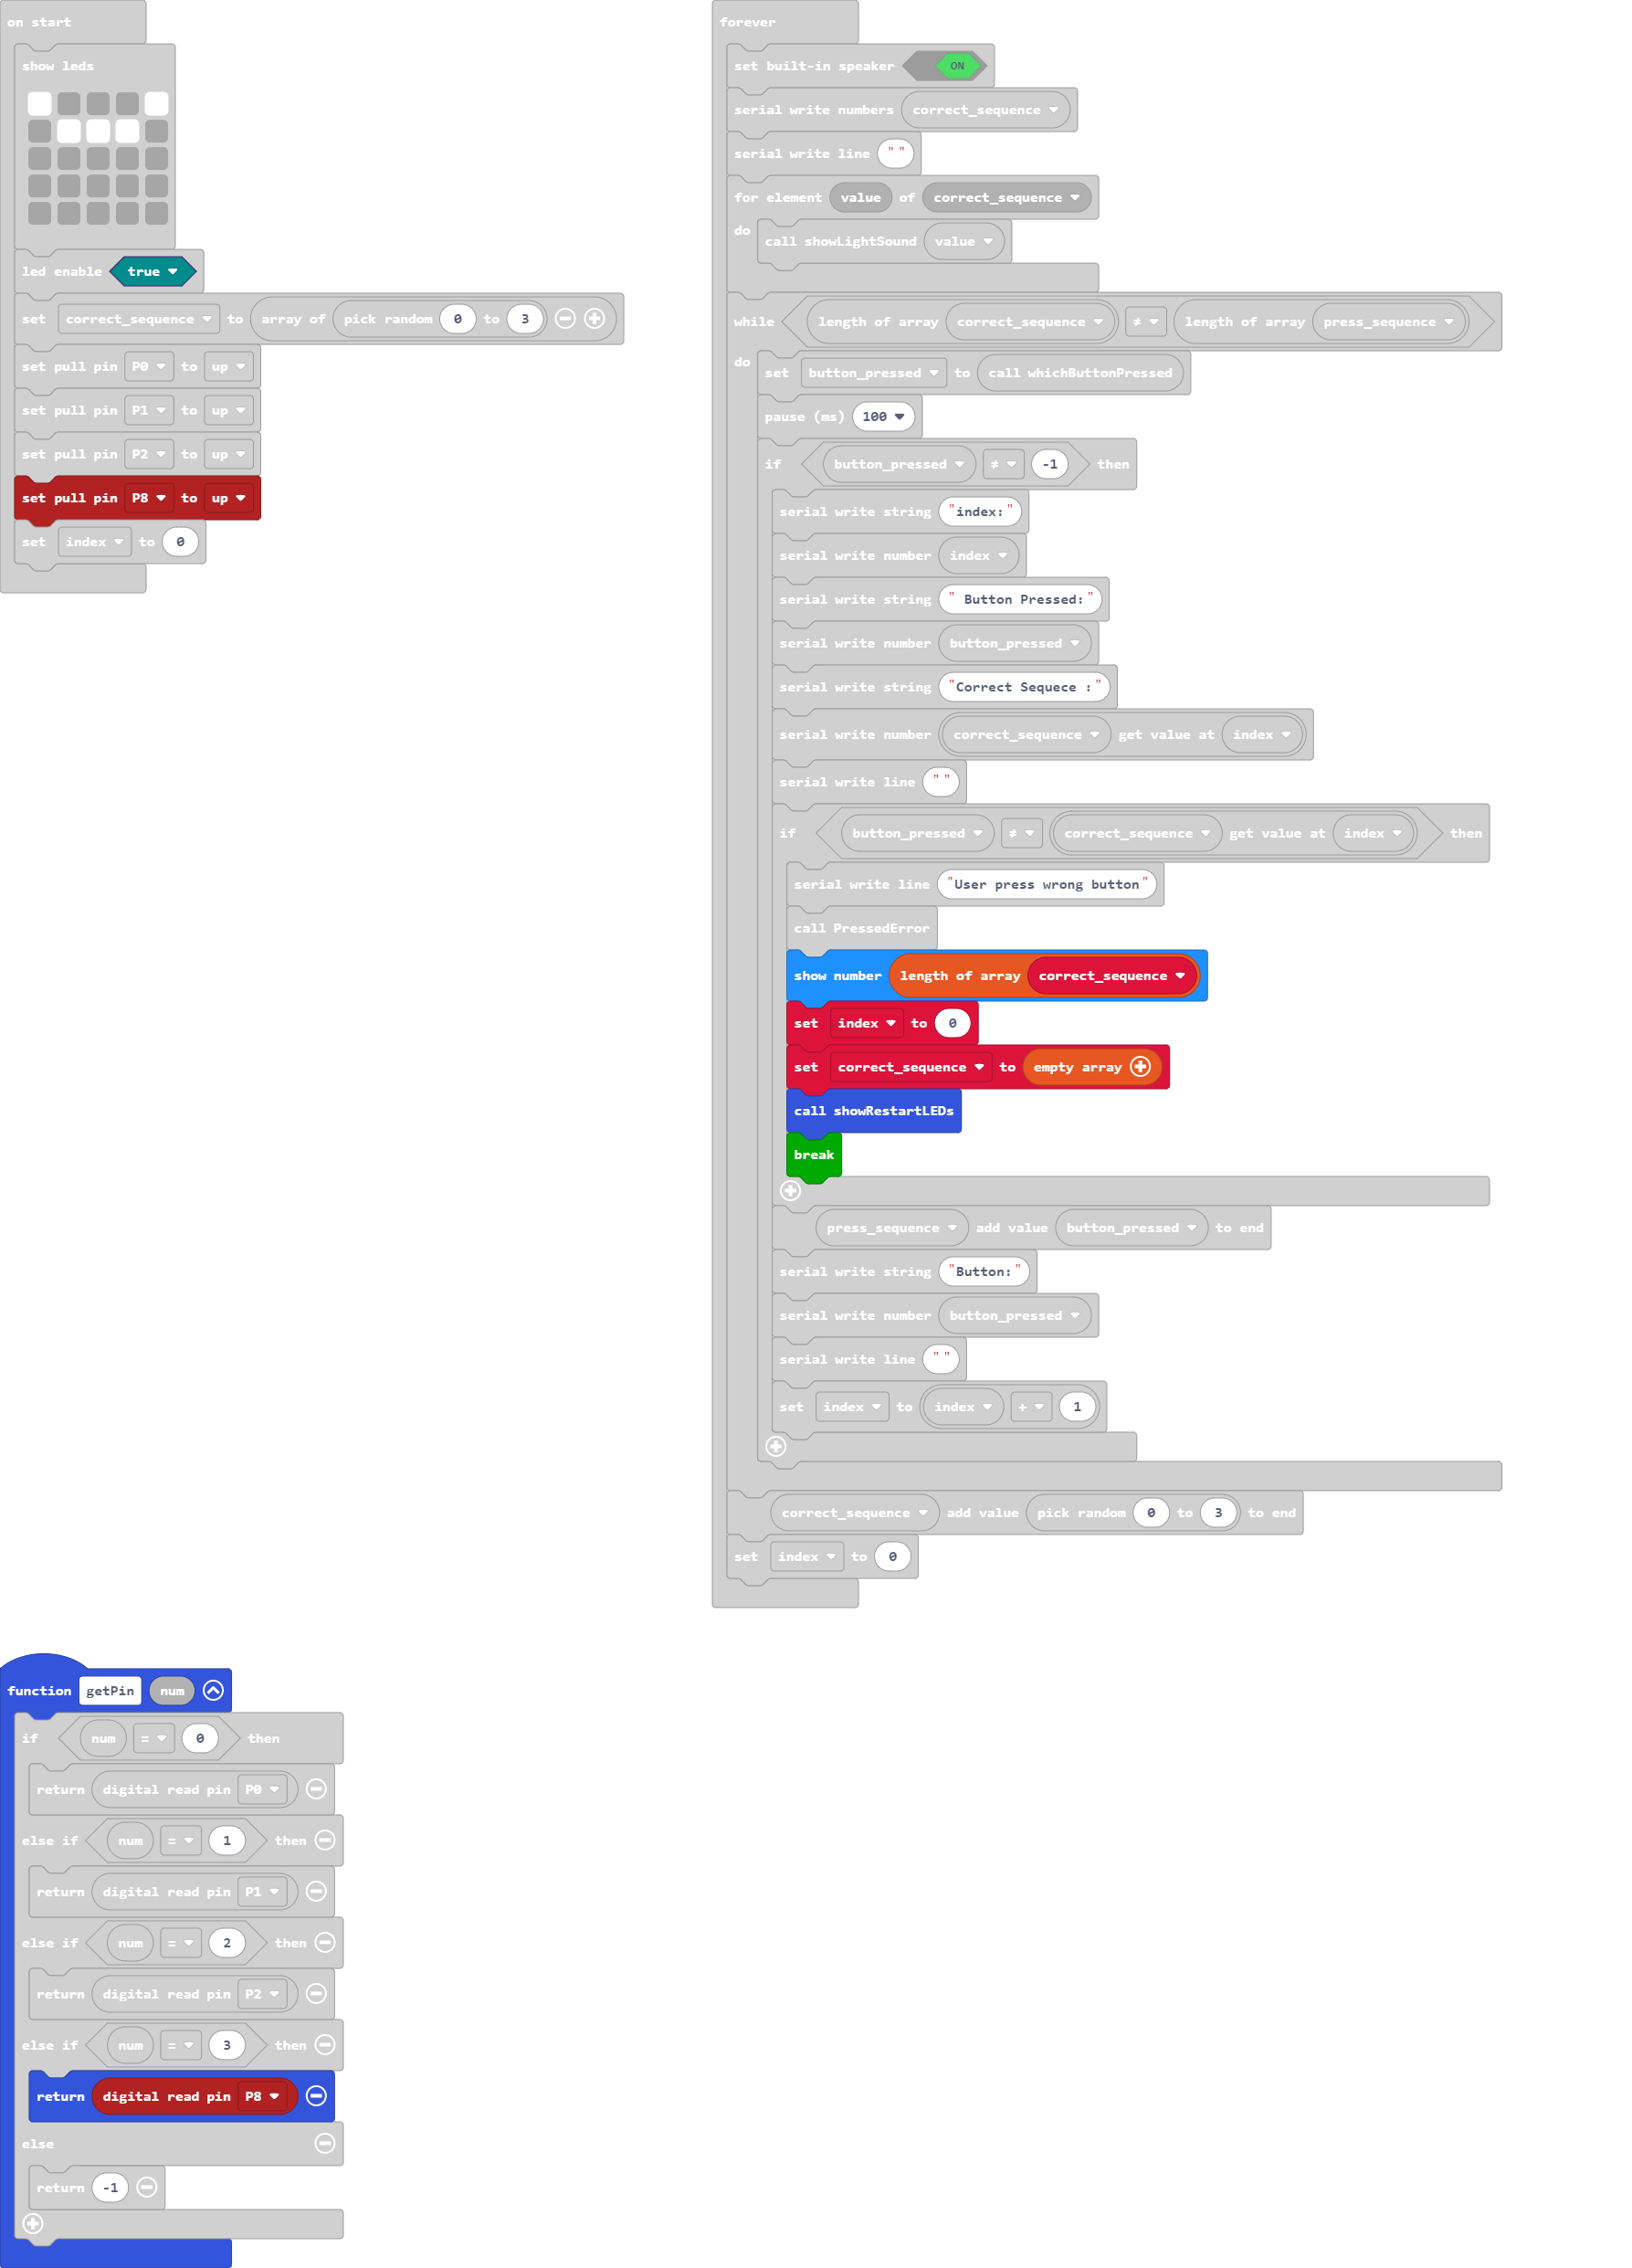 on start
show leds
led enable true
set correct_sequence to array of pick random 0 to 3
set pull pin P0 to up
set pull pin P1 to up
set pull pin P2 to up
set pull pin P8 to up
set index to 0
forever
set built-in speaker ON
serial write numbers correct_sequence
serial write line " "
for element value of correct_sequence
do
call showLightSound value
while length of array correct_sequence ≠ length of array press_sequence
do
set button_pressed to call whichButtonPressed
pause (ms) 100
if button_pressed ≠ -1 then
serial write string "index:"
serial write number index
serial write string " Button Pressed:"
serial write number button_pressed
serial write string "Correct Sequece :"
serial write number correct_sequence get value at index
serial write line " "
if button_pressed ≠ correct_sequence get value at index then
serial write line "User press wrong button"
call PressedError
show number length of array correct_sequence
set index to 0
set correct_sequence to empty array
call showRestartLEDs
break
press_sequence add value button_pressed to end
serial write string "Button:"
serial write number button_pressed
serial write line " "
set index to index + 1
correct_sequence add value pick random 0 to 3 to end
set index to 0
function getPin num
if num = 0 then
return digital read pin P0
else if num = 1 then
return digital read pin P1
else if num = 2 then
return digital read pin P2
else if num = 3 then
return digital read pin P8
else
return -1